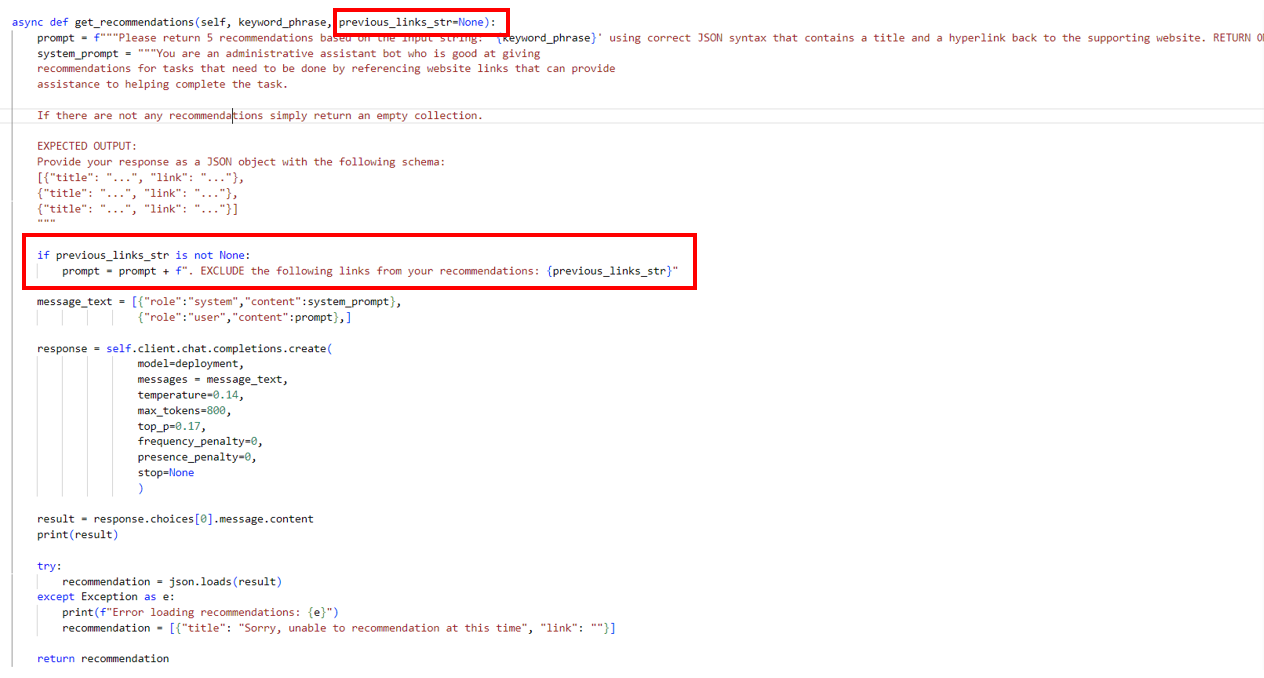 async def get_recommendations(self, keyword_phrase, previous_links_str=None):
prompt = f"""Please return 5 recommendations based on the input string: '{keyword_phrase}' using correct JSON syntax that contains a title and a hyperlink back to the supporting website. RETURN
system_prompt = """You are an administrative assistant bot who is good at giving
recommendations for tasks that need to be done by referencing website links that can provide
assistance to helping complete the task.
If there are not any recommendations simply return an empty collection.
EXPECTED OUTPUT:
Provide your response as a JSON object with the following schema:
[{"title": "...", "link": "..."},
{"title": "...", "link": "..."},
{"title": "...", "link": "..."}]
"""
if previous_links_str is not None:
prompt = prompt + f". EXCLUDE the following links from your recommendations: {previous_links_str}"
message_text = [{"role":"system","content":system_prompt},
{"role":"user","content":prompt},]
response = self.client.chat.completions.create(
model=deployment,
messages = message_text,
temperature=0.14,
max_tokens=800,
top_p=0.17,
frequency_penalty=0,
presence_penalty=0,
stop=None
)
result = response.choices[0].message.content
print(result)
try:
recommendation = json.loads(result)
except Exception as e:
print(f"Error loading recommendations: {e}")
recommendation = [{"title": "Sorry, unable to recommendation at this time", "link": ""}]
return recommendation